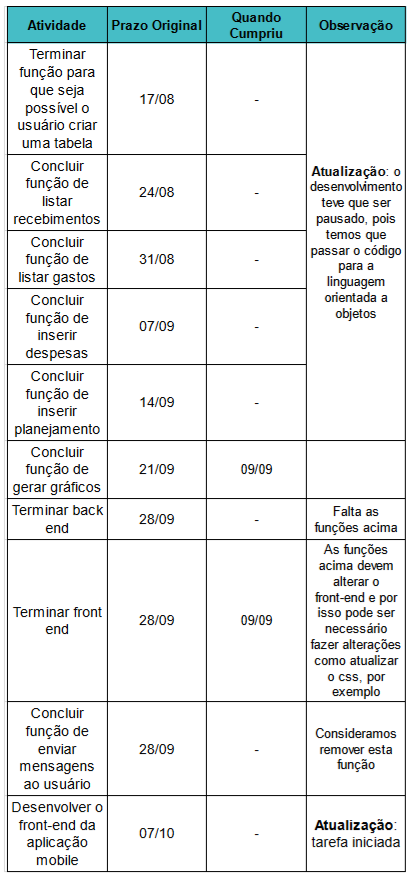 Atividade
Prazo Original
Quando
Cumpriu
Observação
Terminar
função para
que seja
possível o
usuário criar
uma tabela
17/08
-
Atualização: o
desenvolvimento
teve que ser
pausado, pois
temos que
passar o código
para a
linguagem
orientada a
objetos
Concluir
função de
listar
recebimentos
24/08
-
Concluir
função de
listar gastos
31/08
-
Concluir
função de
inserir
despesas
07/09
-
Concluir
função de
inserir
planejamento
14/09
-
Concluir
função de
gerar gráficos
21/09
09/09
Terminar back
end
28/09
-
Falta as
funções acima
Terminar front
end
28/09
09/09
As funções
acima devem
alterar o
front-end e por
isso pode ser
necessário
fazer alterações
como atualizar
o css, por
exemplo
Concluir
função de
enviar
mensagens
ao usuário
28/09
-
Consideramos
remover esta
função
Desenvolver o
front-end da
aplicação
mobile
07/10
-
Atualização:
tarefa iniciada